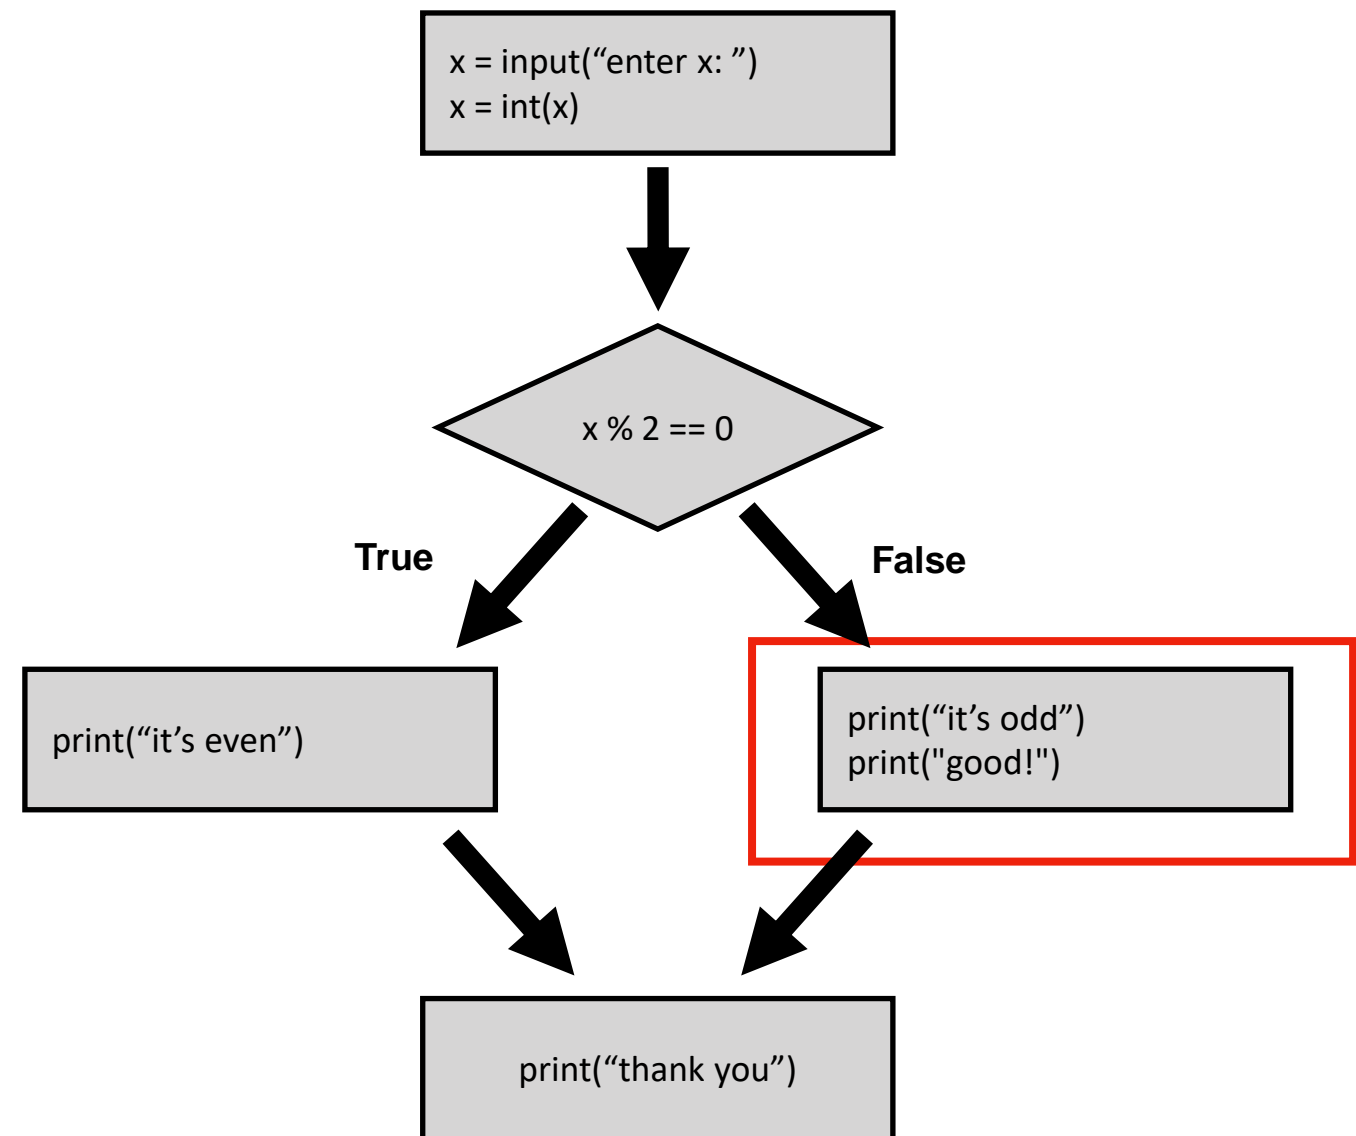 x = input(“enter x: ”)
x = int(x)
x % 2 == 0
True
False
print(“it’s even”)
print(“it’s odd”)
print("good!")
print(“thank you”)